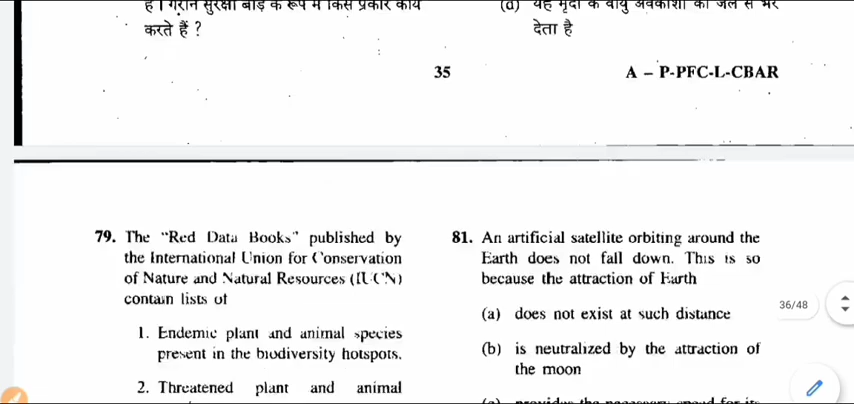 करते हैं ?
देता है
35
A – P-PFC-L-CBAR
79. The "Red Data Books" published by
the International Union for Conservation
of Nature and Natural Resources (IUCN)
contain lists of
1. Endemic plant and animal species
present in the biodiversity hotspots.
2. Threatened plant and animal
81. An artificial satellite orbiting around the
Earth does not fall down. This is so
because the attraction of Earth
(a) does not exist at such distance
(b) is neutralized by the attraction of
the moon
36/48